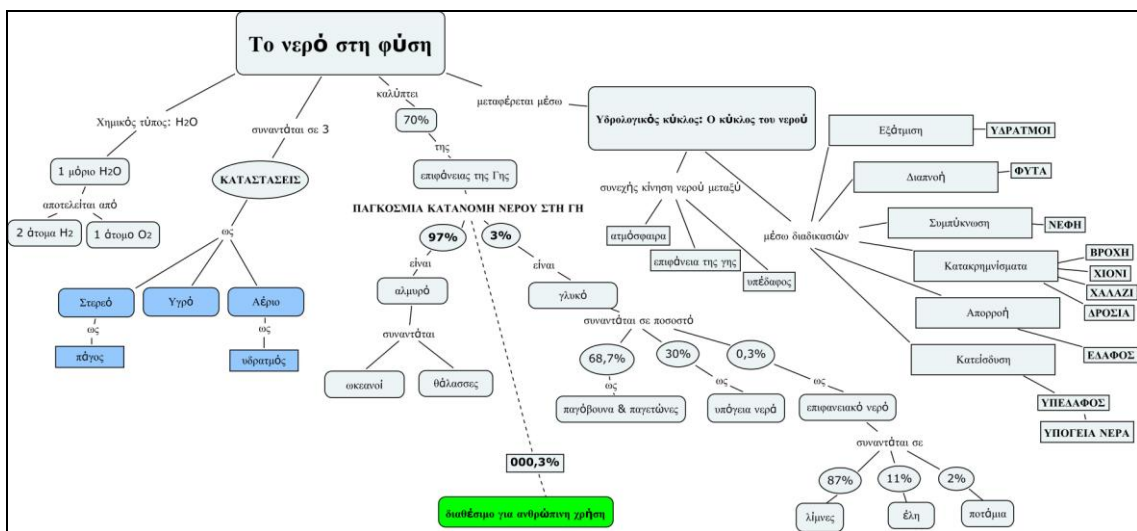 Το νερό στη φύση
Χημικός τύπος: H2O
1 μόριο H2O
αποτελείται από
2 άτομα H2
1 άτομο O2
συναντάται σε 3
ΚΑΤΑΣΤΑΣΕΙΣ
ως
Στερεό
Υγρό
Αέριο
ως
ως
πάγος
υδρατμός
καλύπτει
70%
της
επιφάνειας της Γης
ΠΑΓΚΟΣΜΙΑ ΚΑΤΑΝΟΜΗ ΝΕΡΟΥ ΣΤΗ ΓΗ
97%
3%
είναι
είναι
αλμυρό
γλυκό
συναντάται
ωκεανοί
θάλασσες
συναντάται σε ποσοστό
68,7%
30%
0,3%
ως
ως
ως
παγόβουνα & παγετώνες
υπόγεια νερά
επιφανειακό νερό
συναντάται σε
87%
11%
2%
λίμνες
έλη
ποτάμια
000,3%
διαθέσιμο για ανθρώπινη χρήση
μεταφέρεται μέσω
Υδρολογικός κύκλος: Ο κύκλος του νερού
συνεχής κίνηση νερού μεταξύ
ατμόσφαιρα
επιφάνεια της γης
υπέδαφος
μέσω διαδικασιών
Εξάτμιση
ΥΔΡΑΤΜΟΙ
Διαπνοή
ΦΥΤΑ
Συμπύκνωση
ΝΕΦΗ
Κατακρημνίσματα
ΒΡΟΧΗ
ΧΙΟΝΙ
ΧΑΛΑΖΙ
ΔΡΟΣΙΑ
Απορροή
ΕΔΑΦΟΣ
Κατείσδυση
ΥΠΕΔΑΦΟΣ
ΥΠΟΓΕΙΑ ΝΕΡΑ